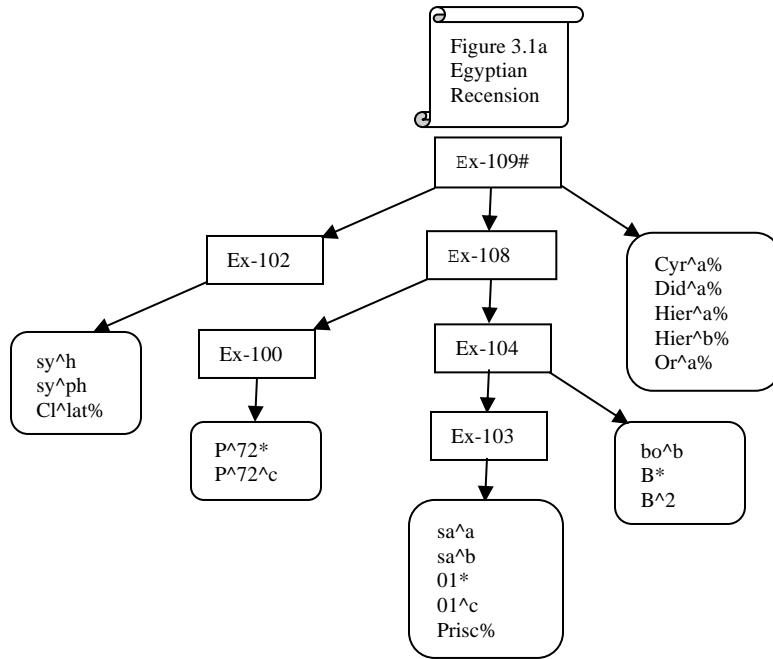 Figure 3.1a
Egyptian
Recension
Ex-109#
Ex-102
Ex-108
Cyr^a%
Did^a%
Hier^a%
Hier^b%
Or^a%
sy^h
sy^ph
Cl^lat%
Ex-100
Ex-104
P^72*
P^72^c
Ex-103
bo^b
B*
B^2
sa^a
sa^b
01*
01^c
Prisc%